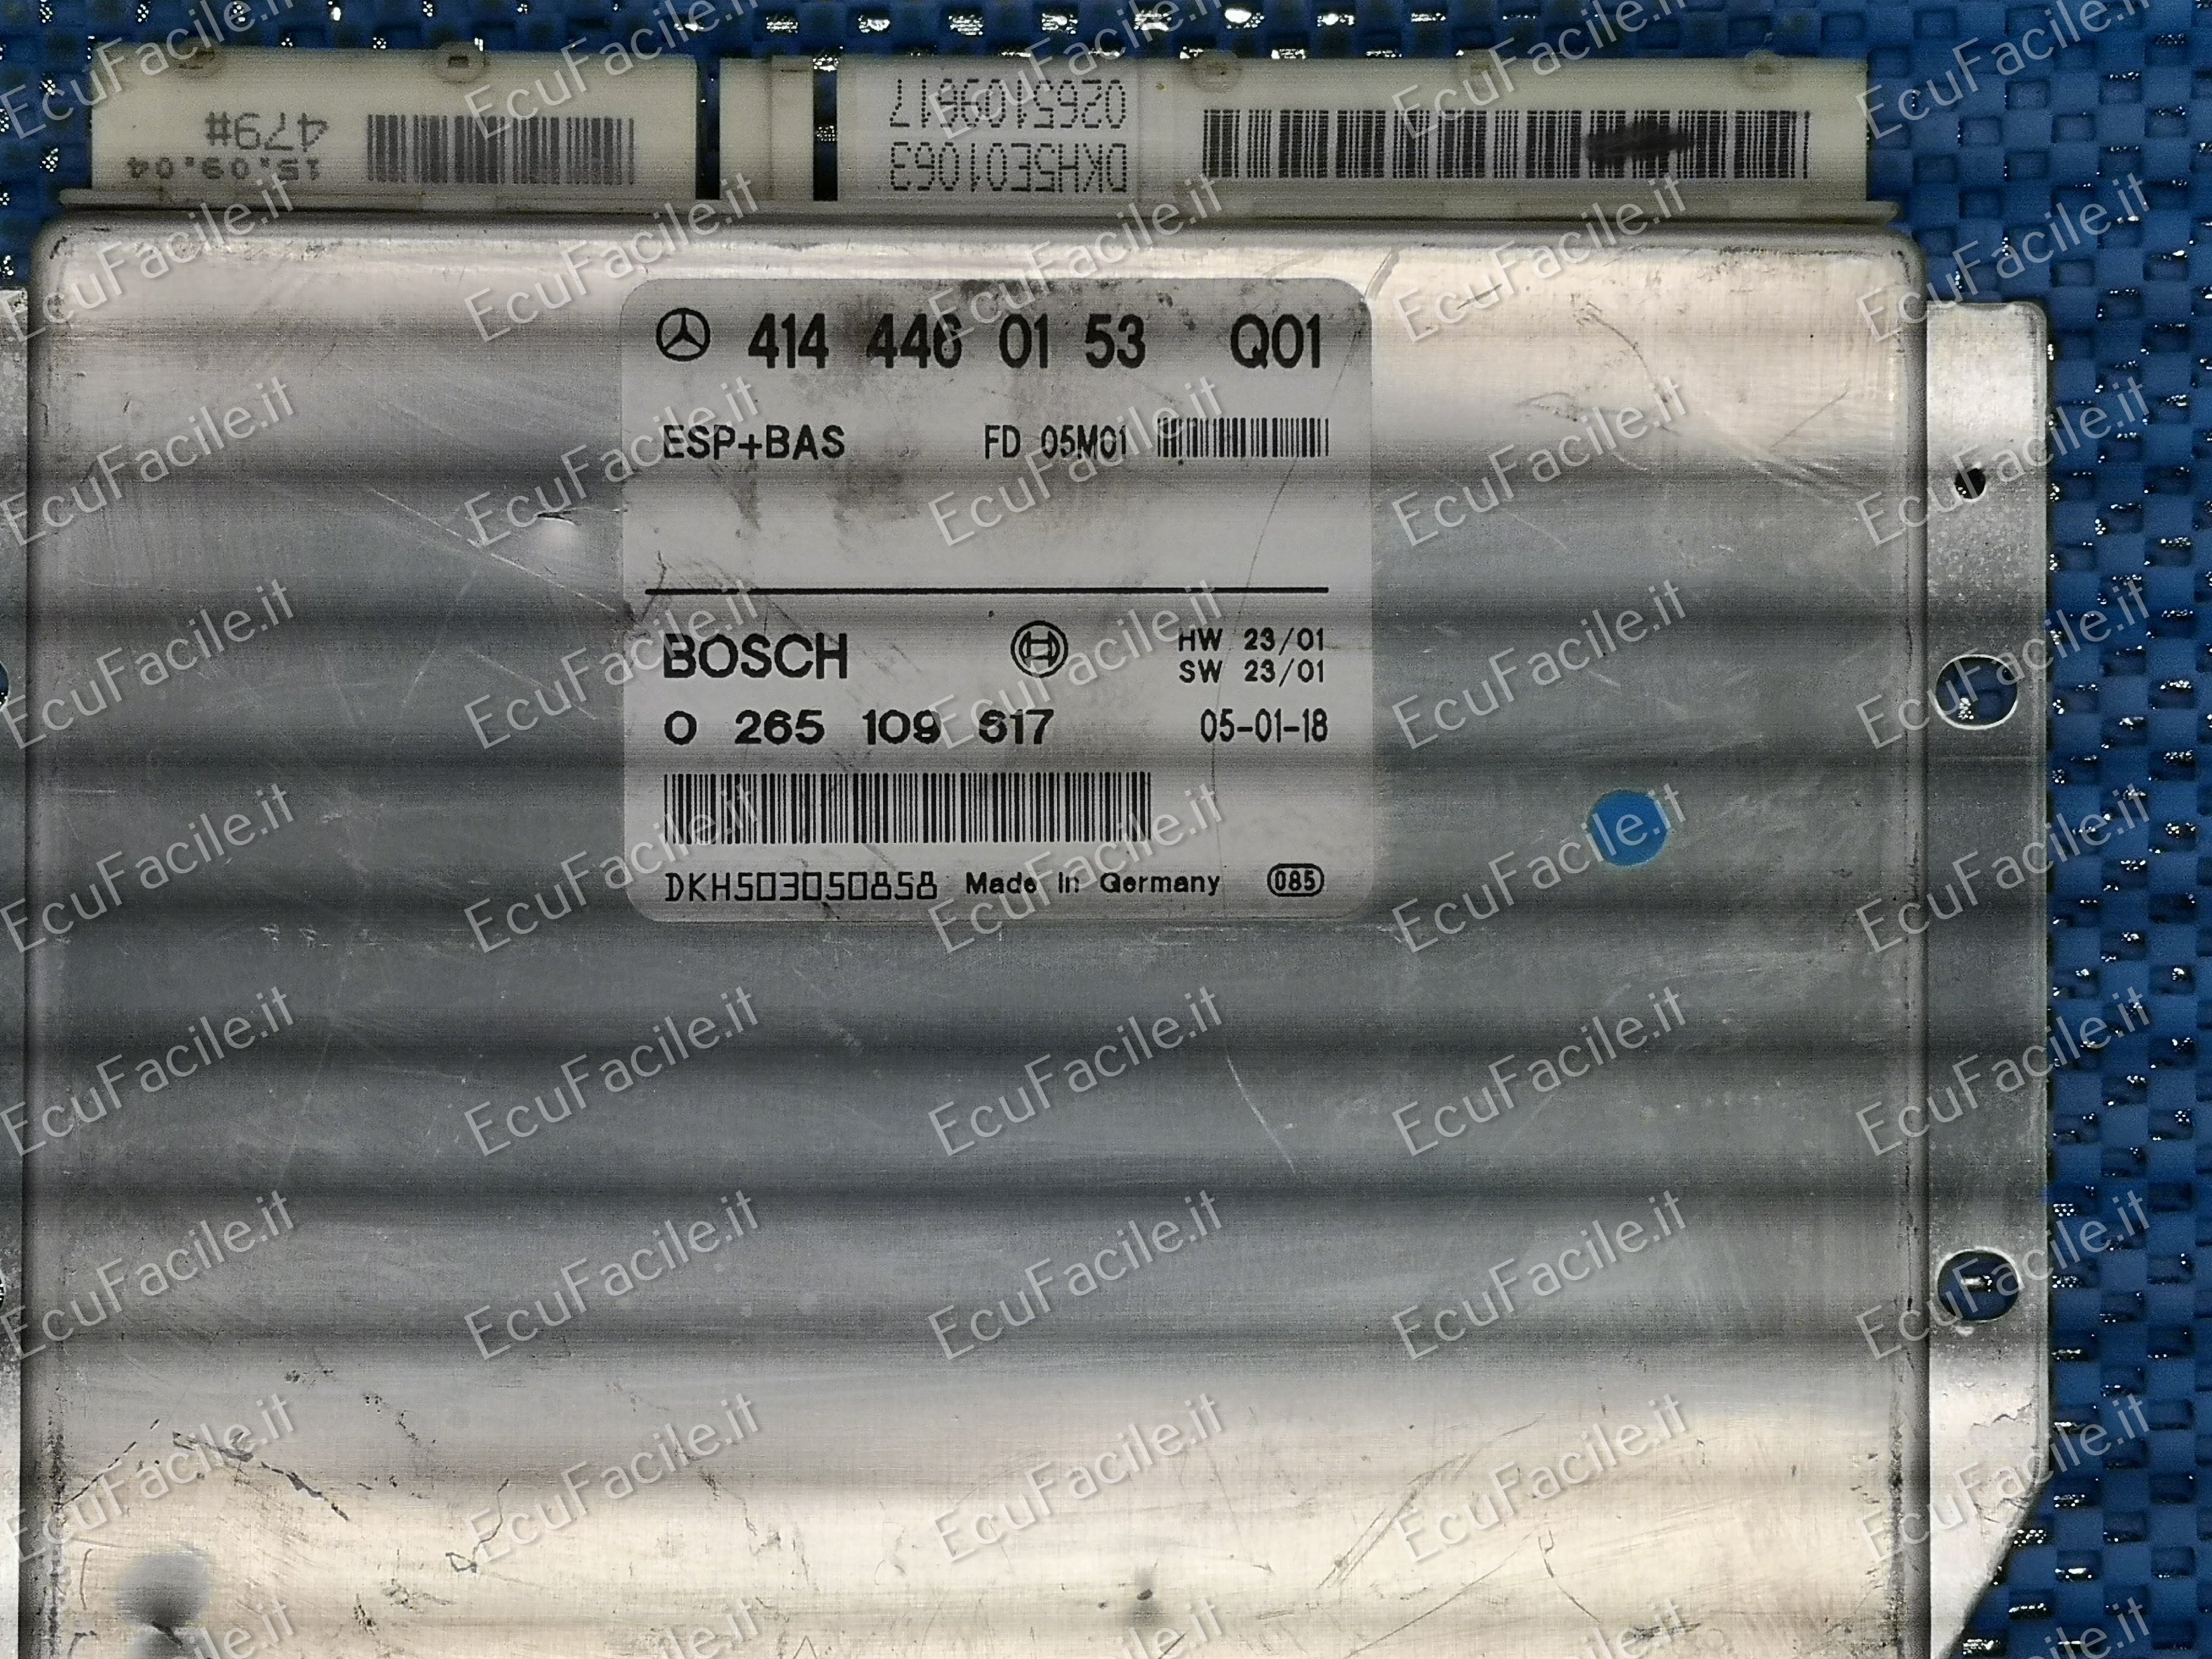 479#
15.09.04
0265109617
DKH5E01063
414 446 01 53 Q01
ESP+BAS FD 05M01
BOSCH
HW 23/01
SW 23/01
0 265 109 617 05-01-18
DKH503050858 Made in Germany 085
EcuFacile.it